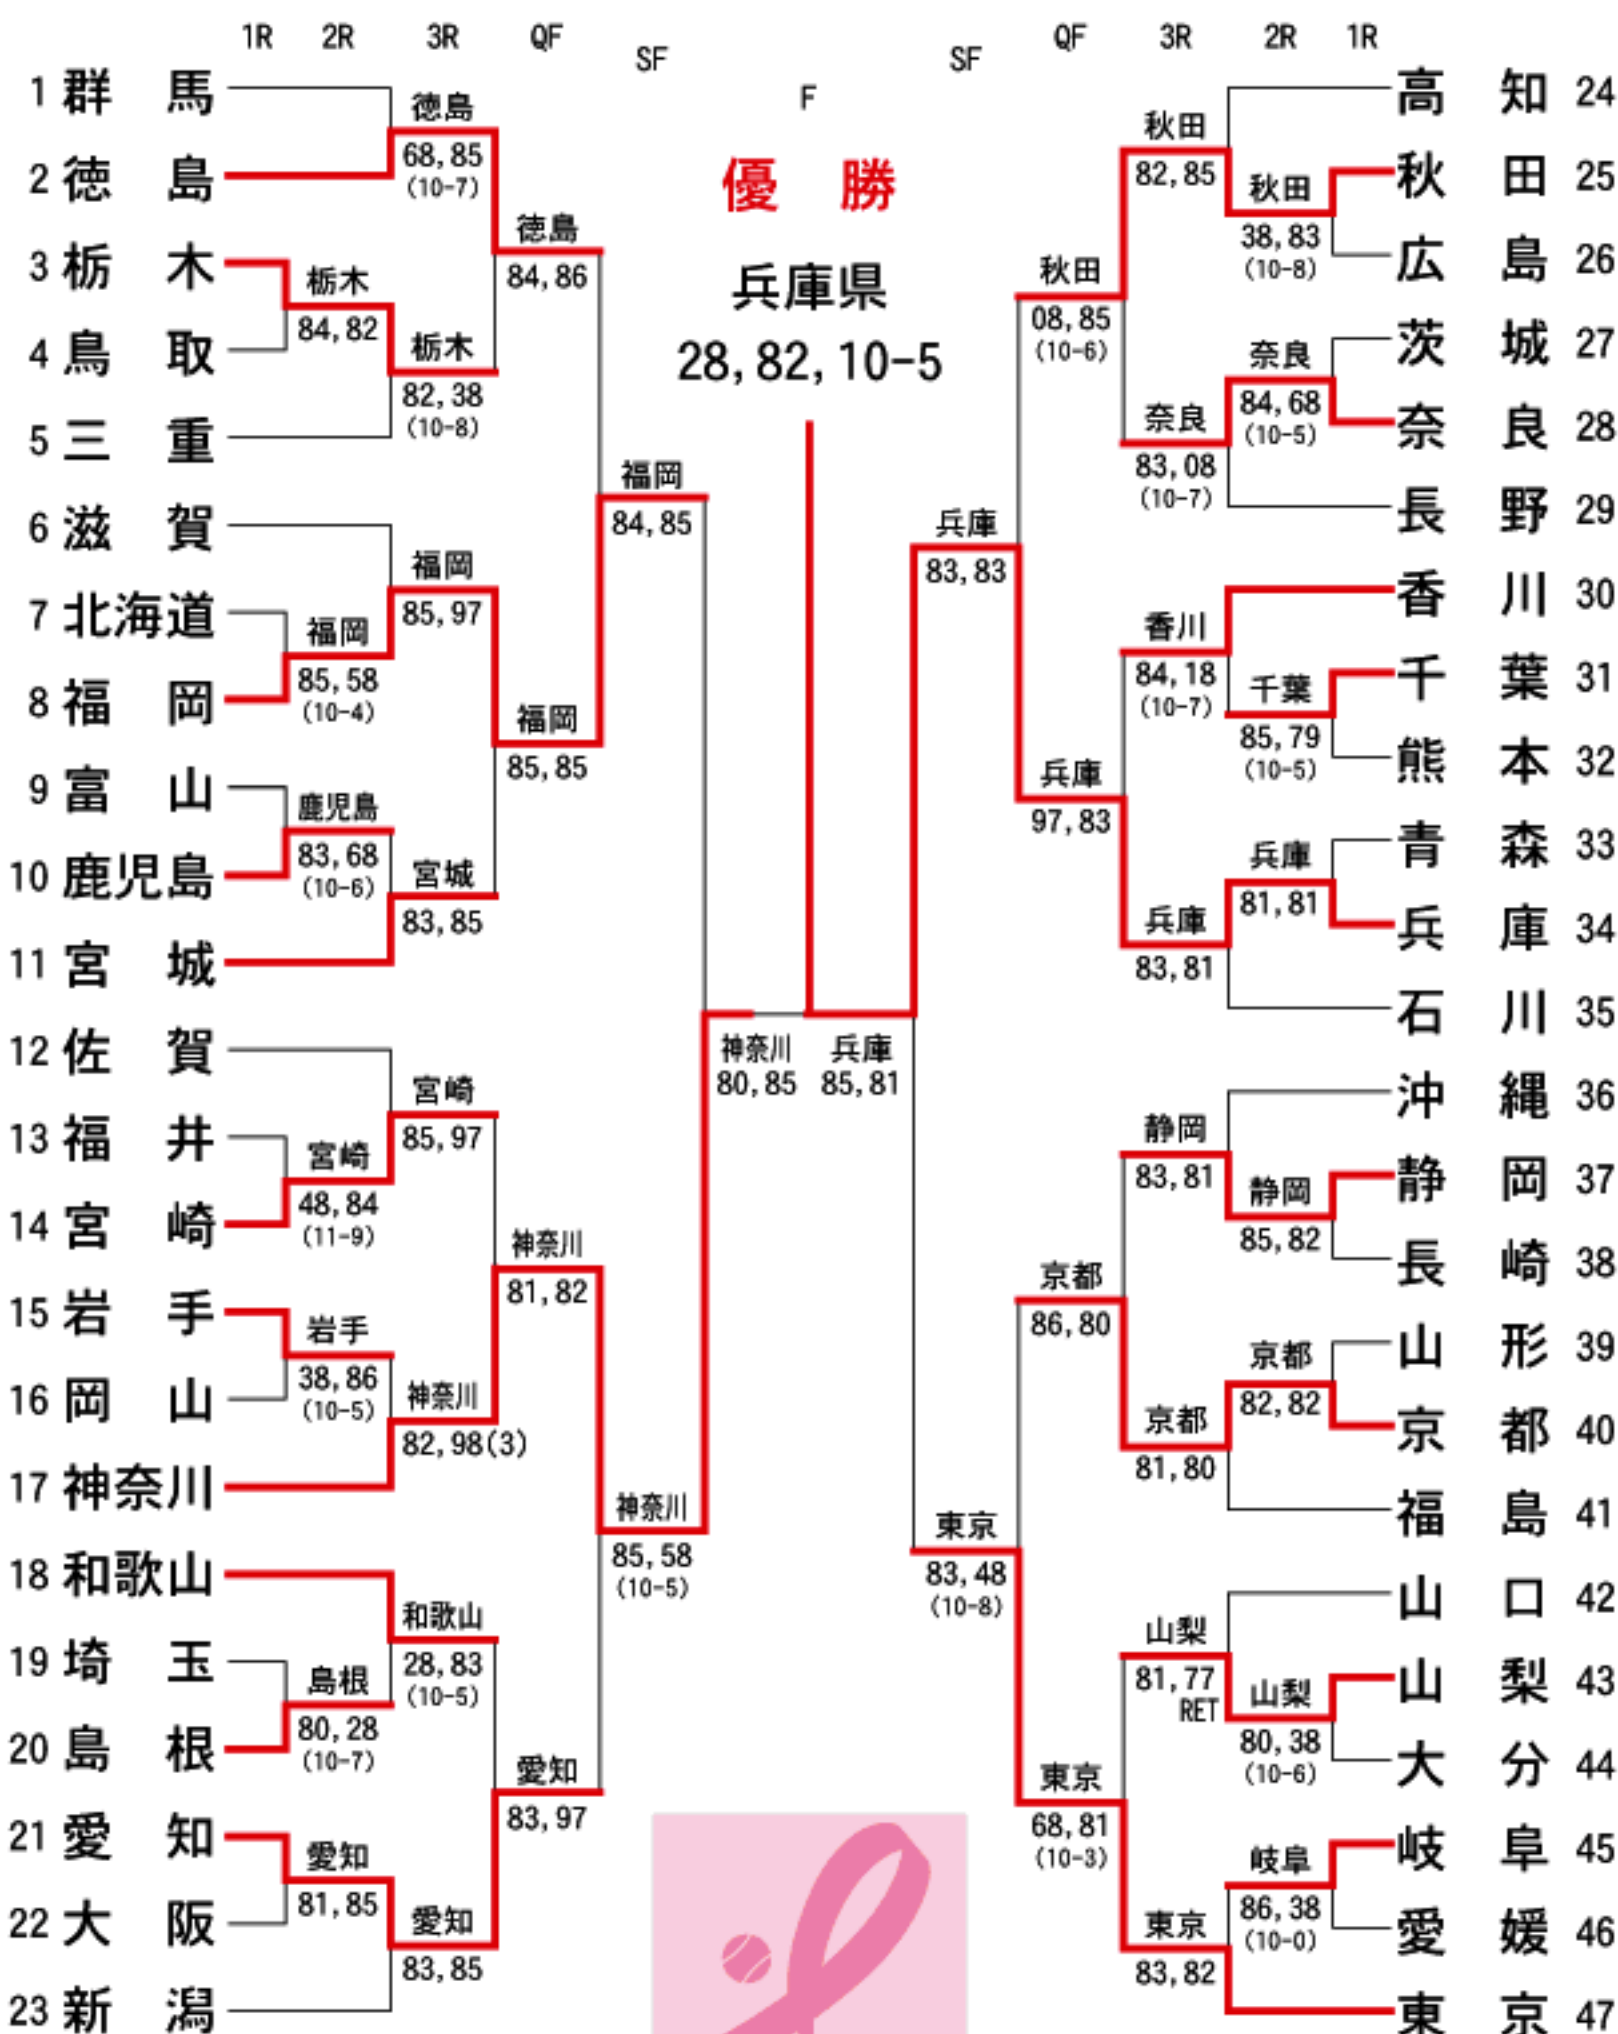 1R 2R 3R QF SF F SF QF 3R 2R 1R
優 勝
兵庫県
28,82,10-5
1 群 馬
2 徳 島
3 栃 木
4 鳥 取
5 三 重
6 滋 賀
7 北海道
8 福 岡
9 富 山
10 鹿児島
11 宮 城
12 佐 賀
13 福 井
14 宮 崎
15 岩 手
16 岡 山
17 神奈川
18 和歌山
19 埼 玉
20 島 根
21 愛 知
22 大 阪
23 新 潟
栃木
84,82
福岡
85,58
(10-4)
鹿児島
83,68
(10-6)
宮崎
48,84
(11-9)
岩手
38,86
(10-5)
島根
80,28
(10-7)
愛知
81,85
徳島
68,85
(10-7)
栃木
82,38
(10-8)
福岡
85,97
宮城
83,85
宮崎
85,97
神奈川
82,98(3)
和歌山
28,83
(10-5)
愛知
83,85
徳島
84,86
福岡
85,85
神奈川
81,82
愛知
83,97
福岡
84,85
神奈川
85,58
(10-5)
神奈川
80,85
兵庫
85,81
兵庫
83,83
東京
83,48
(10-8)
秋田
08,85
(10-6)
兵庫
97,83
京都
86,80
東京
68,81
(10-3)
秋田
82,85
奈良
83,08
(10-7)
香川
84,18
(10-7)
兵庫
83,81
静岡
83,81
京都
81,80
山梨
81,77
RET
東京
83,82
秋田
38,83
(10-8)
奈良
84,68
(10-5)
千葉
85,79
(10-5)
兵庫
81,81
静岡
85,82
京都
82,82
山梨
80,38
(10-6)
岐阜
86,38
(10-0)
高 知 24
秋 田 25
広 島 26
茨 城 27
奈 良 28
長 野 29
香 川 30
千 葉 31
熊 本 32
青 森 33
兵 庫 34
石 川 35
沖 縄 36
静 岡 37
長 崎 38
山 形 39
京 都 40
福 島 41
山 口 42
山 梨 43
大 分 44
岐 阜 45
愛 媛 46
東 京 47